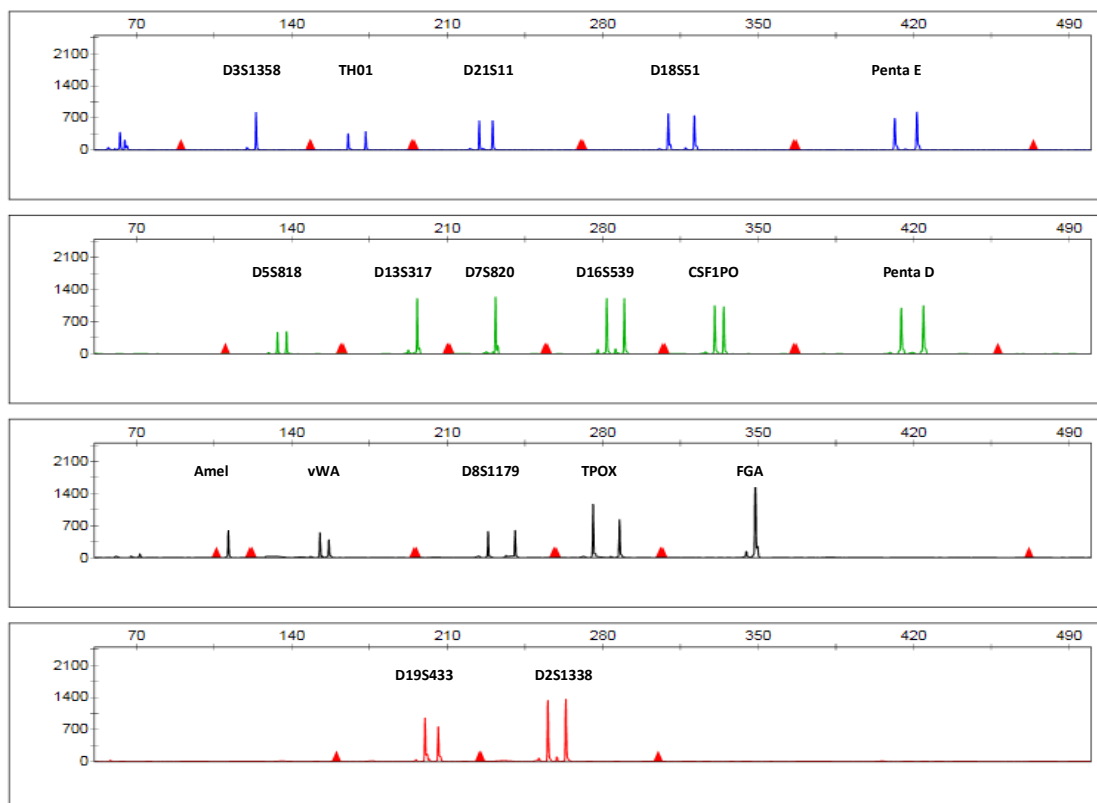 70 140 210 280 350 420 490
2100
1400
700
0
D3S1358 TH01 D21S11 D18S51 Penta E
70 140 210 280 350 420 490
2100
1400
700
0
D5S818 D13S317 D7S820 D16S539 CSF1PO Penta D
70 140 210 280 350 420 490
2100
1400
700
0
Amel vWA D8S1179 TPOX FGA
70 140 210 280 350 420 490
2100
1400
700
0
D19S433 D2S1338